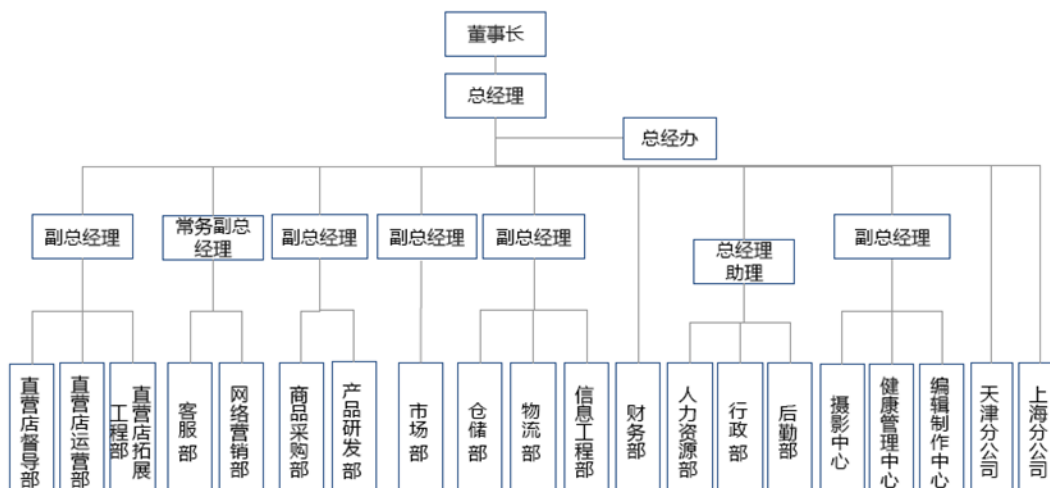 董事长
总经理
总经办
副总经理
常务副总
经理
副总经理
副总经理
副总经理
总经理
助理
副总经理
直营店督导部
直营店运营部
直营店拓展
工程部
客服部
网络营销部
商品采购部
产品研发部
市场部
仓储部
物流部
信息工程部
财务部
人力资源部
行政部
后勤部
摄影中心
健康管理中心
编辑制作中心
天津分公司
上海分公司